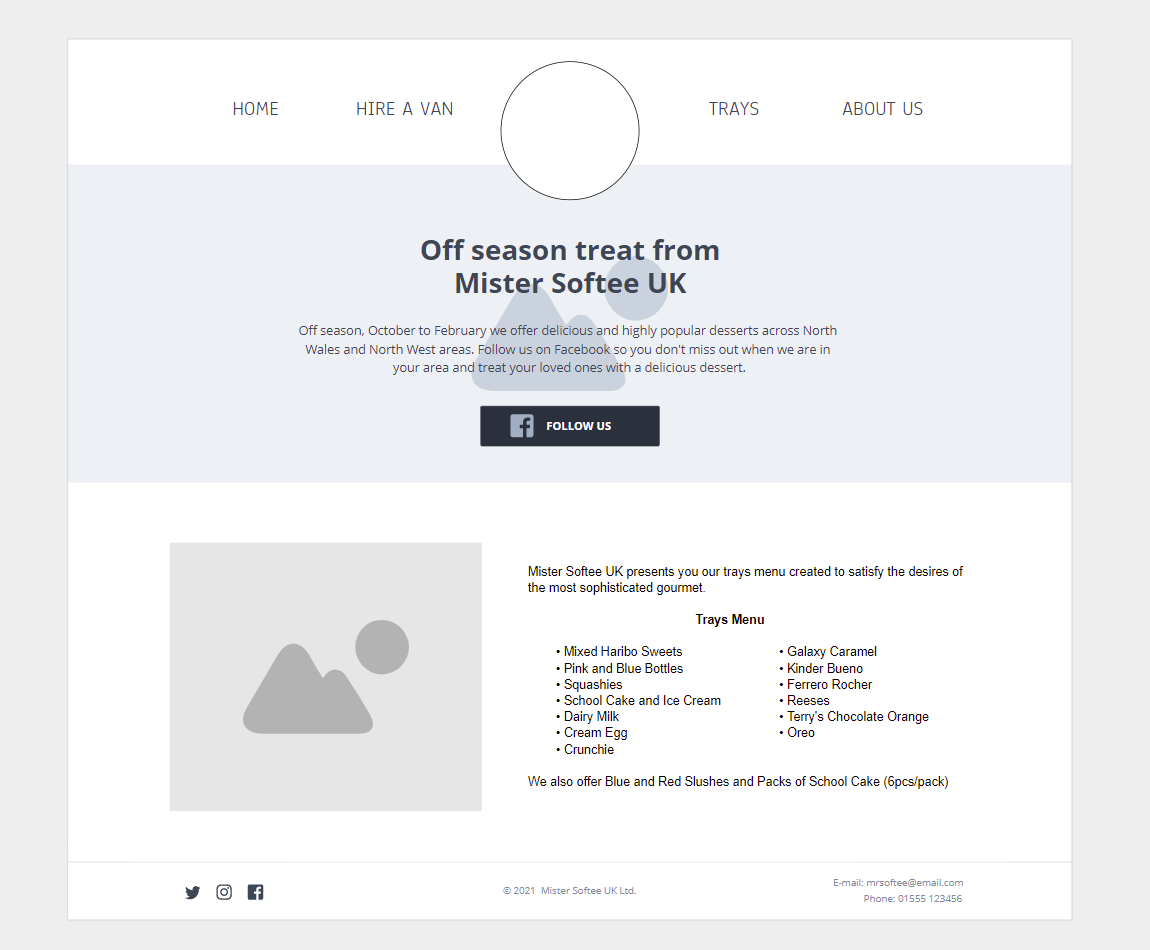 HOME
HIRE A VAN
TRAYS
ABOUT US
Off season treat from
Mister Softee UK
Off season, October to February we offer delicious and highly popular desserts across North
Wales and North West areas. Follow us on Facebook so you don't miss out when we are in
your area and treat your loved ones with a delicious dessert.
FOLLOW US
Mister Softee UK presents you our trays menu created to satisfy the desires of
the most sophisticated gourmet.
Trays Menu
• Mixed Haribo Sweets
• Pink and Blue Bottles
• Squashies
• School Cake and Ice Cream
• Dairy Milk
• Cream Egg
• Crunchie
• Galaxy Caramel
• Kinder Bueno
• Ferrero Rocher
• Reeses
• Terry's Chocolate Orange
• Oreo
We also offer Blue and Red Slushes and Packs of School Cake (6pcs/pack)
© 2021 Mister Softee UK Ltd.
E-mail: mrsoftee@email.com
Phone: 01555 123456